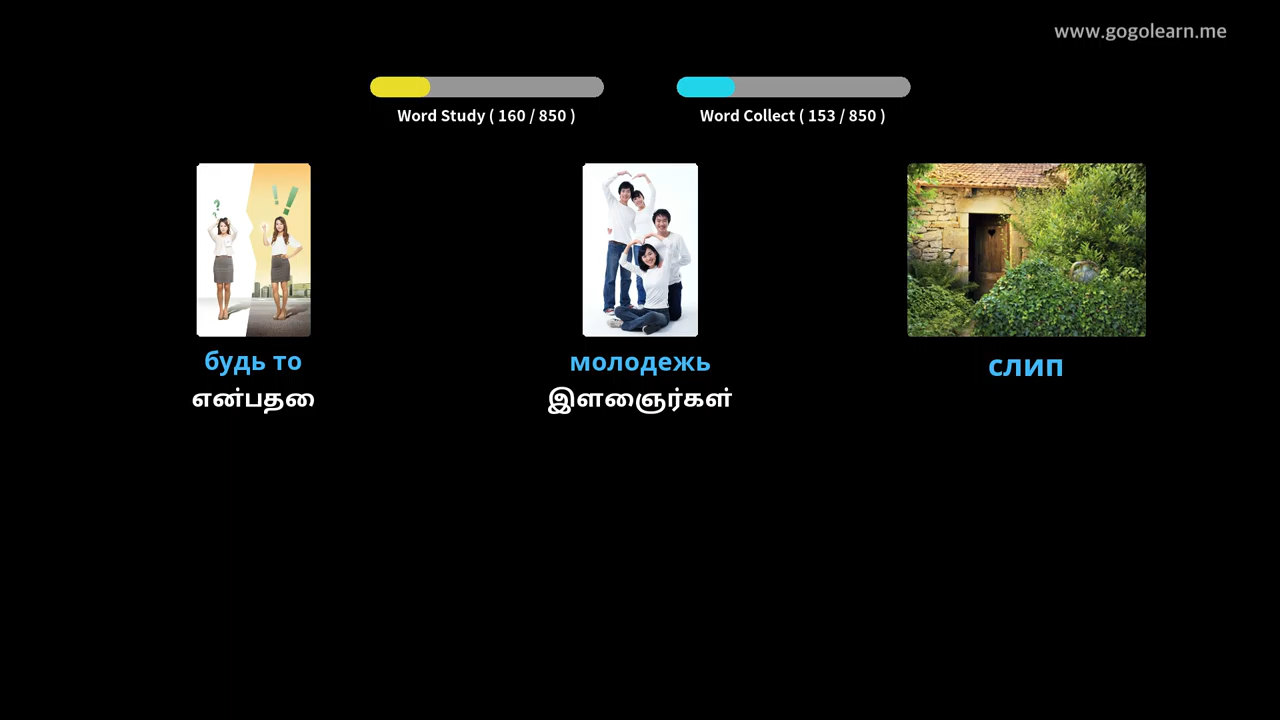 www.gogolearn.me
Word Study ( 160 / 850 )
Word Collect ( 153 / 850 )
будь то
என்பதை
молодежь
இளைஞர்கள்
слип